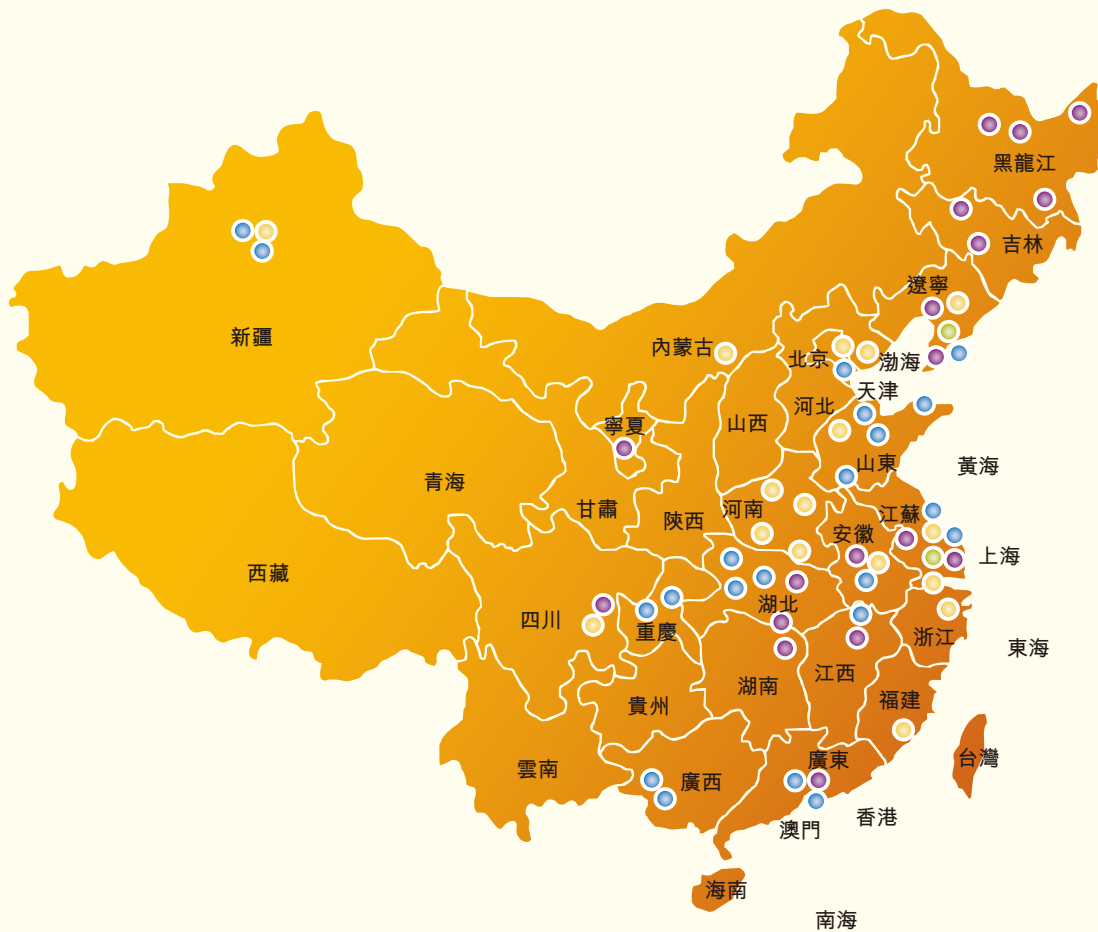 黑龍江
吉林
遼寧
新疆
內蒙古
北京
渤海
天津
河北
寧夏
山西
山東
黃海
青海
甘肅
陝西
河南
江蘇
安徽
上海
西藏
四川
重慶
湖北
浙江
東海
江西
湖南
貴州
福建
雲南
廣西
廣東
台灣
香港
澳門
海南
南海